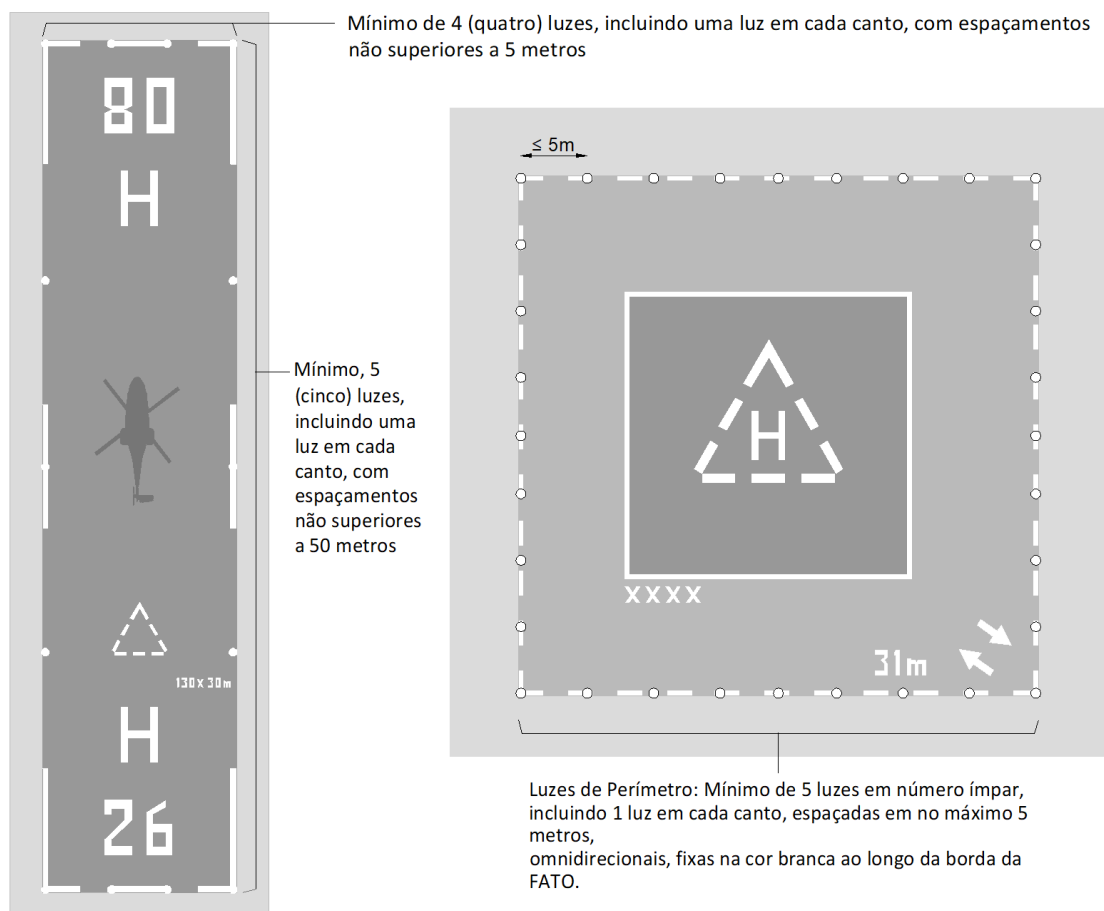 Mínimo de 4 (quatro) luzes, incluindo uma luz em cada canto, com espaçamentos
não superiores a 5 metros
80
H
Mínimo, 5
(cinco) luzes,
incluindo uma
luz em cada
canto, com
espaçamentos
não superiores
a 50 metros
130 x 30m
H
26
≤ 5m
H
XXXX
31m
Luzes de Perímetro: Mínimo de 5 luzes em número ímpar,
incluindo 1 luz em cada canto, espaçadas em no máximo 5
metros,
omnidirecionais, fixas na cor branca ao longo da borda da
FATO.